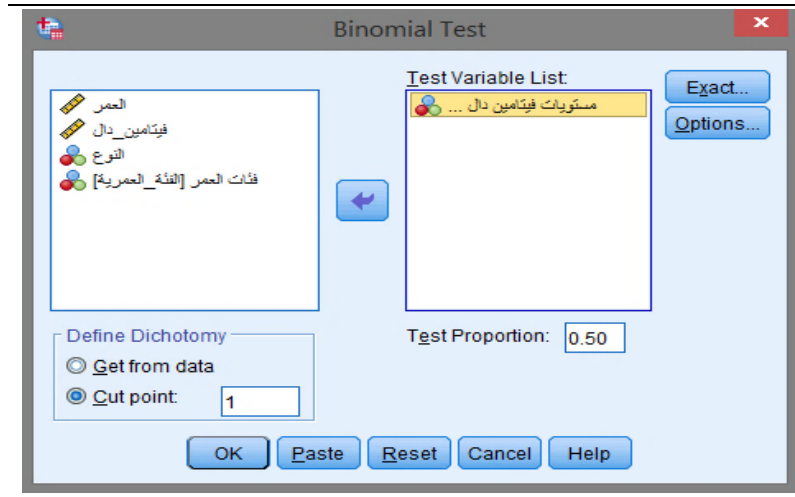 Binomial Test
العمر
فيتامين_دال
النوع
فئات العمر [الفئة_العمرية]
Test Variable List:
مستويات فيتامين دال ...
Exact...
Options...
Define Dichotomy
Get from data
Cut point: 1
Test Proportion: 0.50
OK Paste Reset Cancel Help